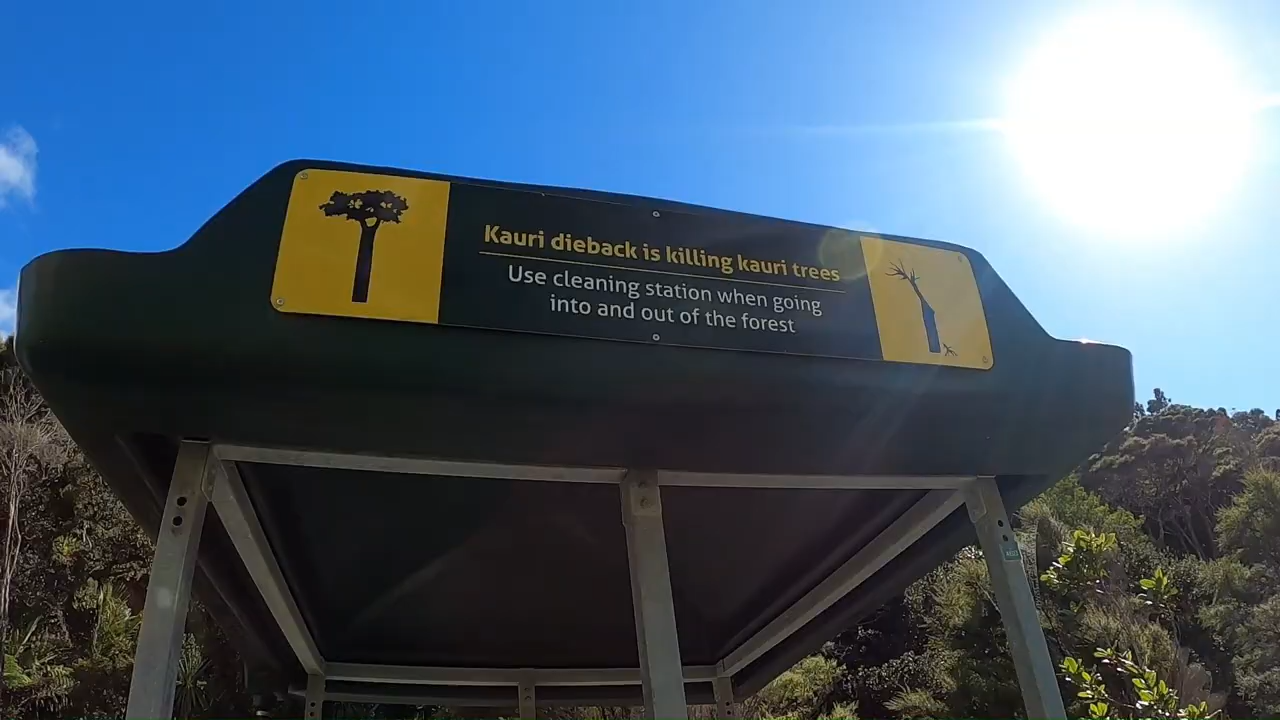 Kauri dieback is killing kauri trees
Use cleaning station when going
into and out of the forest